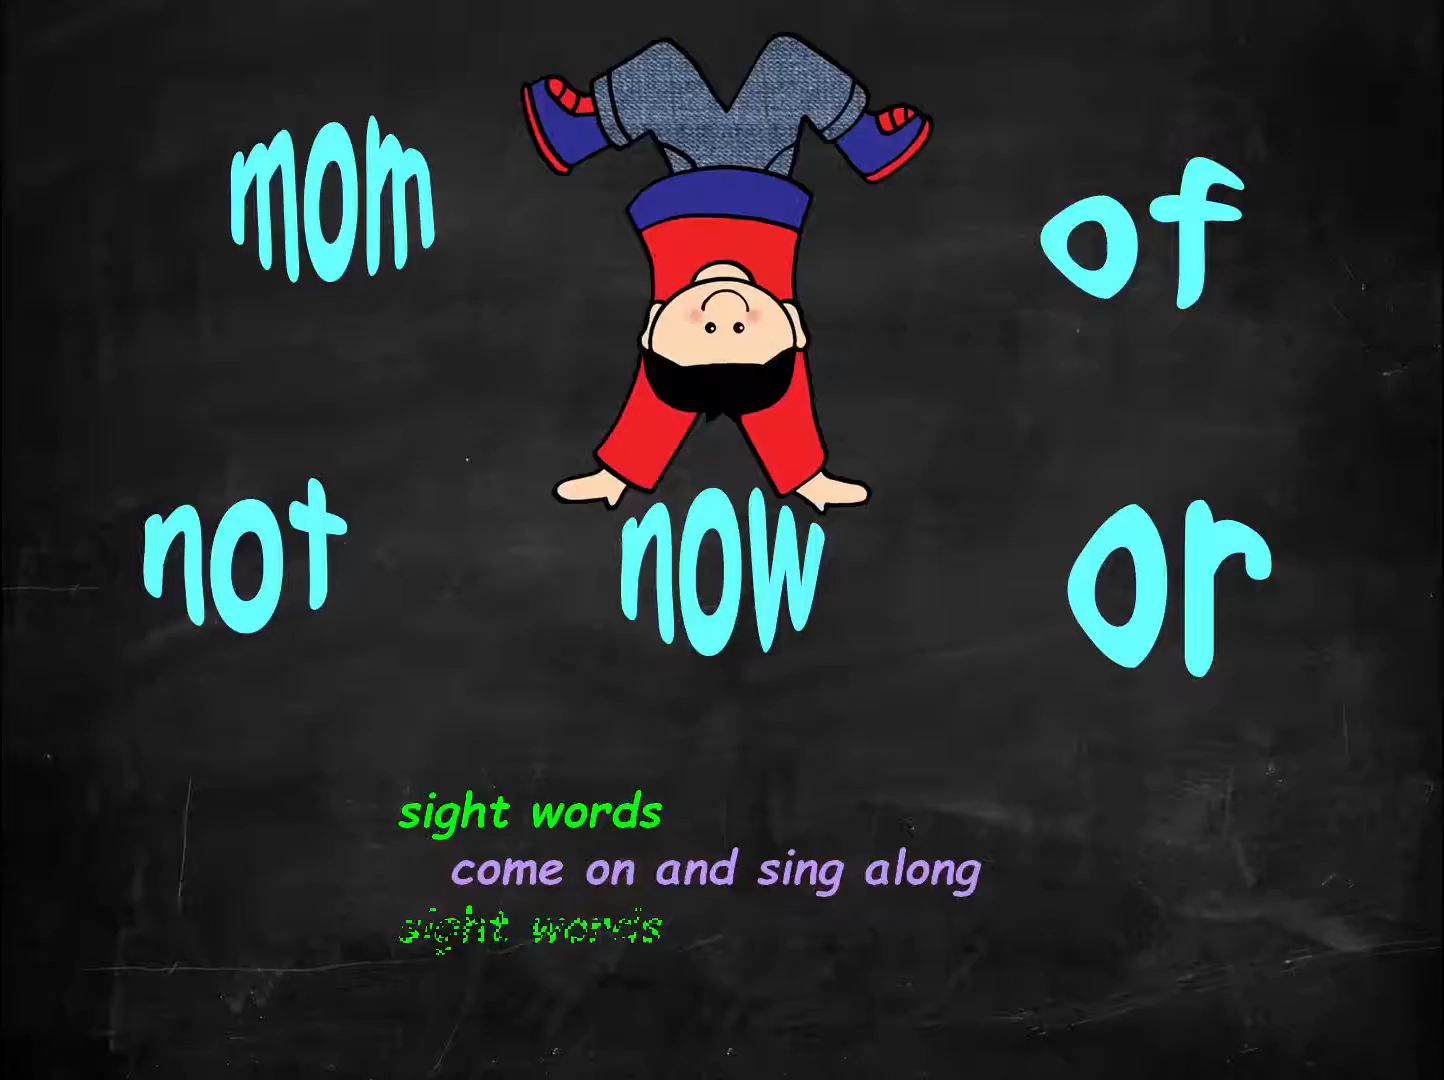 mom of
not now or
sight words
come on and sing along
sight words